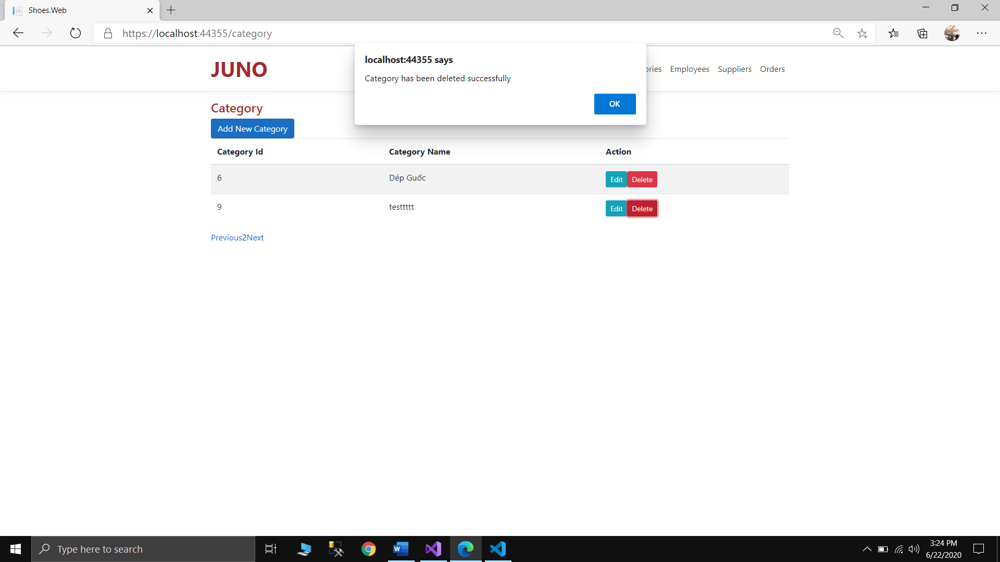 Shoes.Web
https://localhost:44355/category
localhost:44355 says
Category has been deleted successfully
OK
JUNO
ories Employees Suppliers Orders
Category
Add New Category
Category Id Category Name Action
6 Dép Guốc Edit Delete
9 testtttt Edit Delete
Previous2Next
Type here to search
3:24 PM
6/22/2020